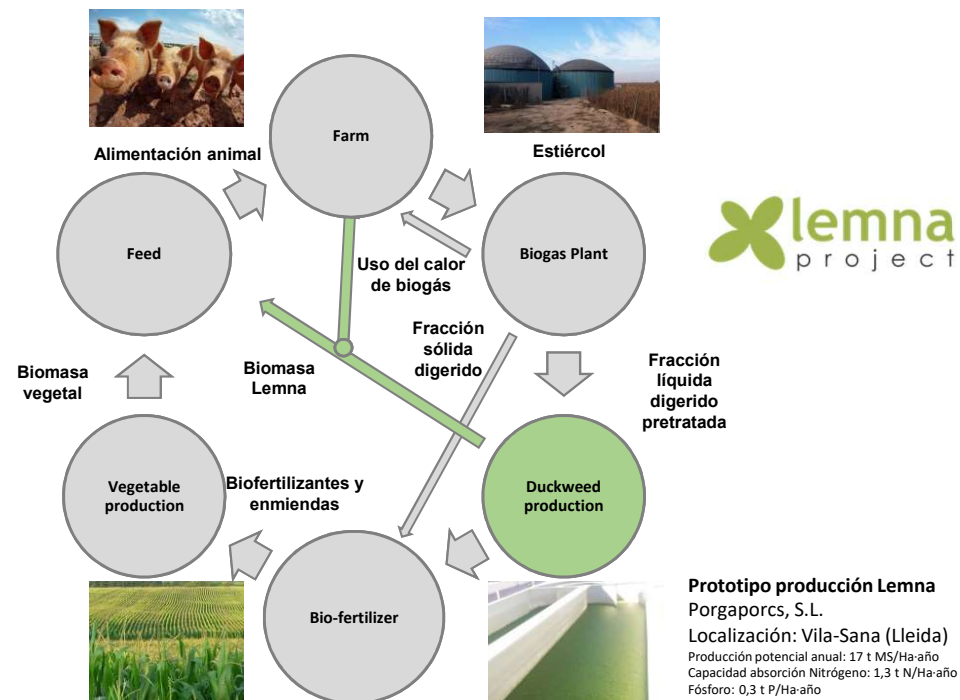 Farm
Alimentación animal
Estiércol
Feed
Biogas Plant
lemna
project
Uso del calor
de biogás
Fracción
sólida
digerido
Biomasa
Lemna
Biomasa
vegetal
Fracción
líquida
digerido
pretratada
Vegetable
production
Biofertilizantes y
enmiendas
Duckweed
production
Bio-fertilizer
Prototipo producción Lemna
Porgaporcs, S.L.
Localización: Vila-Sana (Lleida)
Producción potencial anual: 17 t MS/Ha·año
Capacidad absorción Nitrógeno: 1,3 t N/Ha·año
Fósforo: 0,3 t P/Ha·año